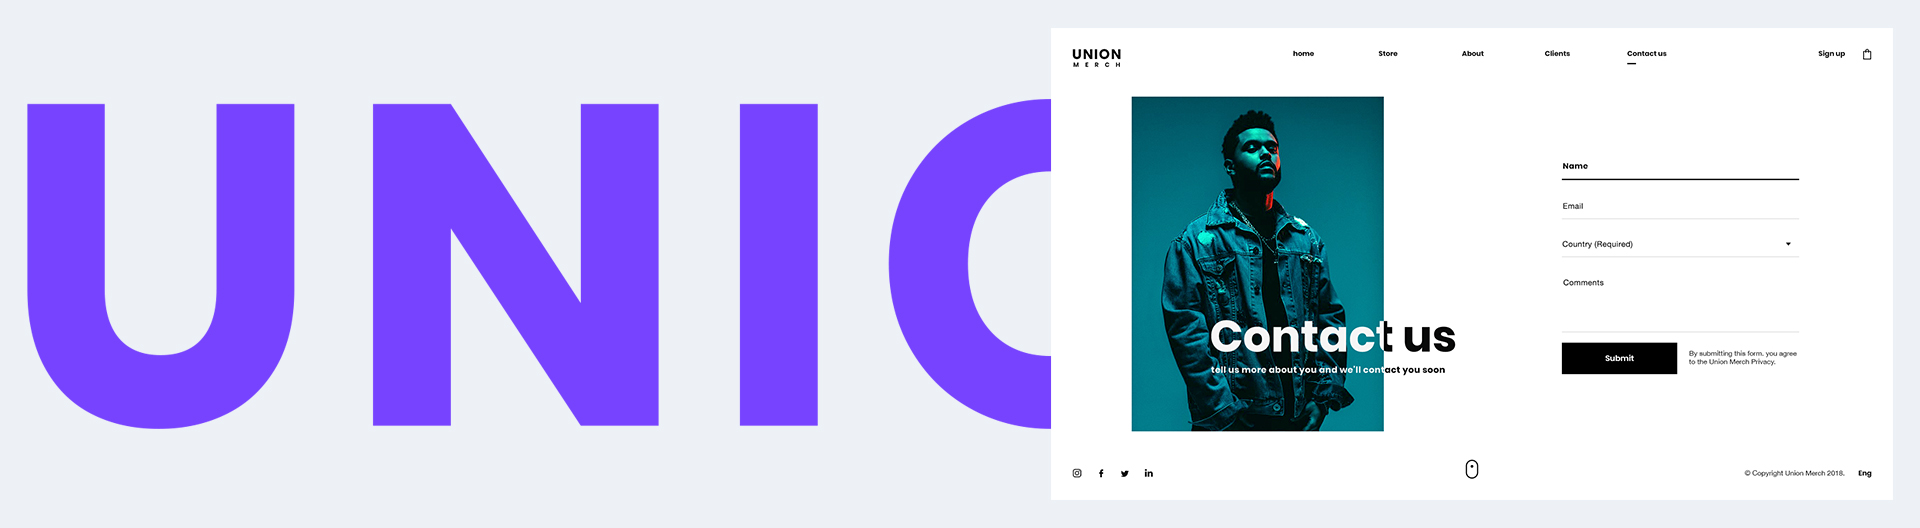 UNIO
UNION
MERCH
home
Store
About
Clients
Contact us
Sign up
Name
Email
Country (Required)
Comments
Contact us
tell us more about you and we'll contact you soon
Submit
By submitting this form, you agree
to the Union Merch Privacy.
© Copyright Union Merch 2018.
Eng